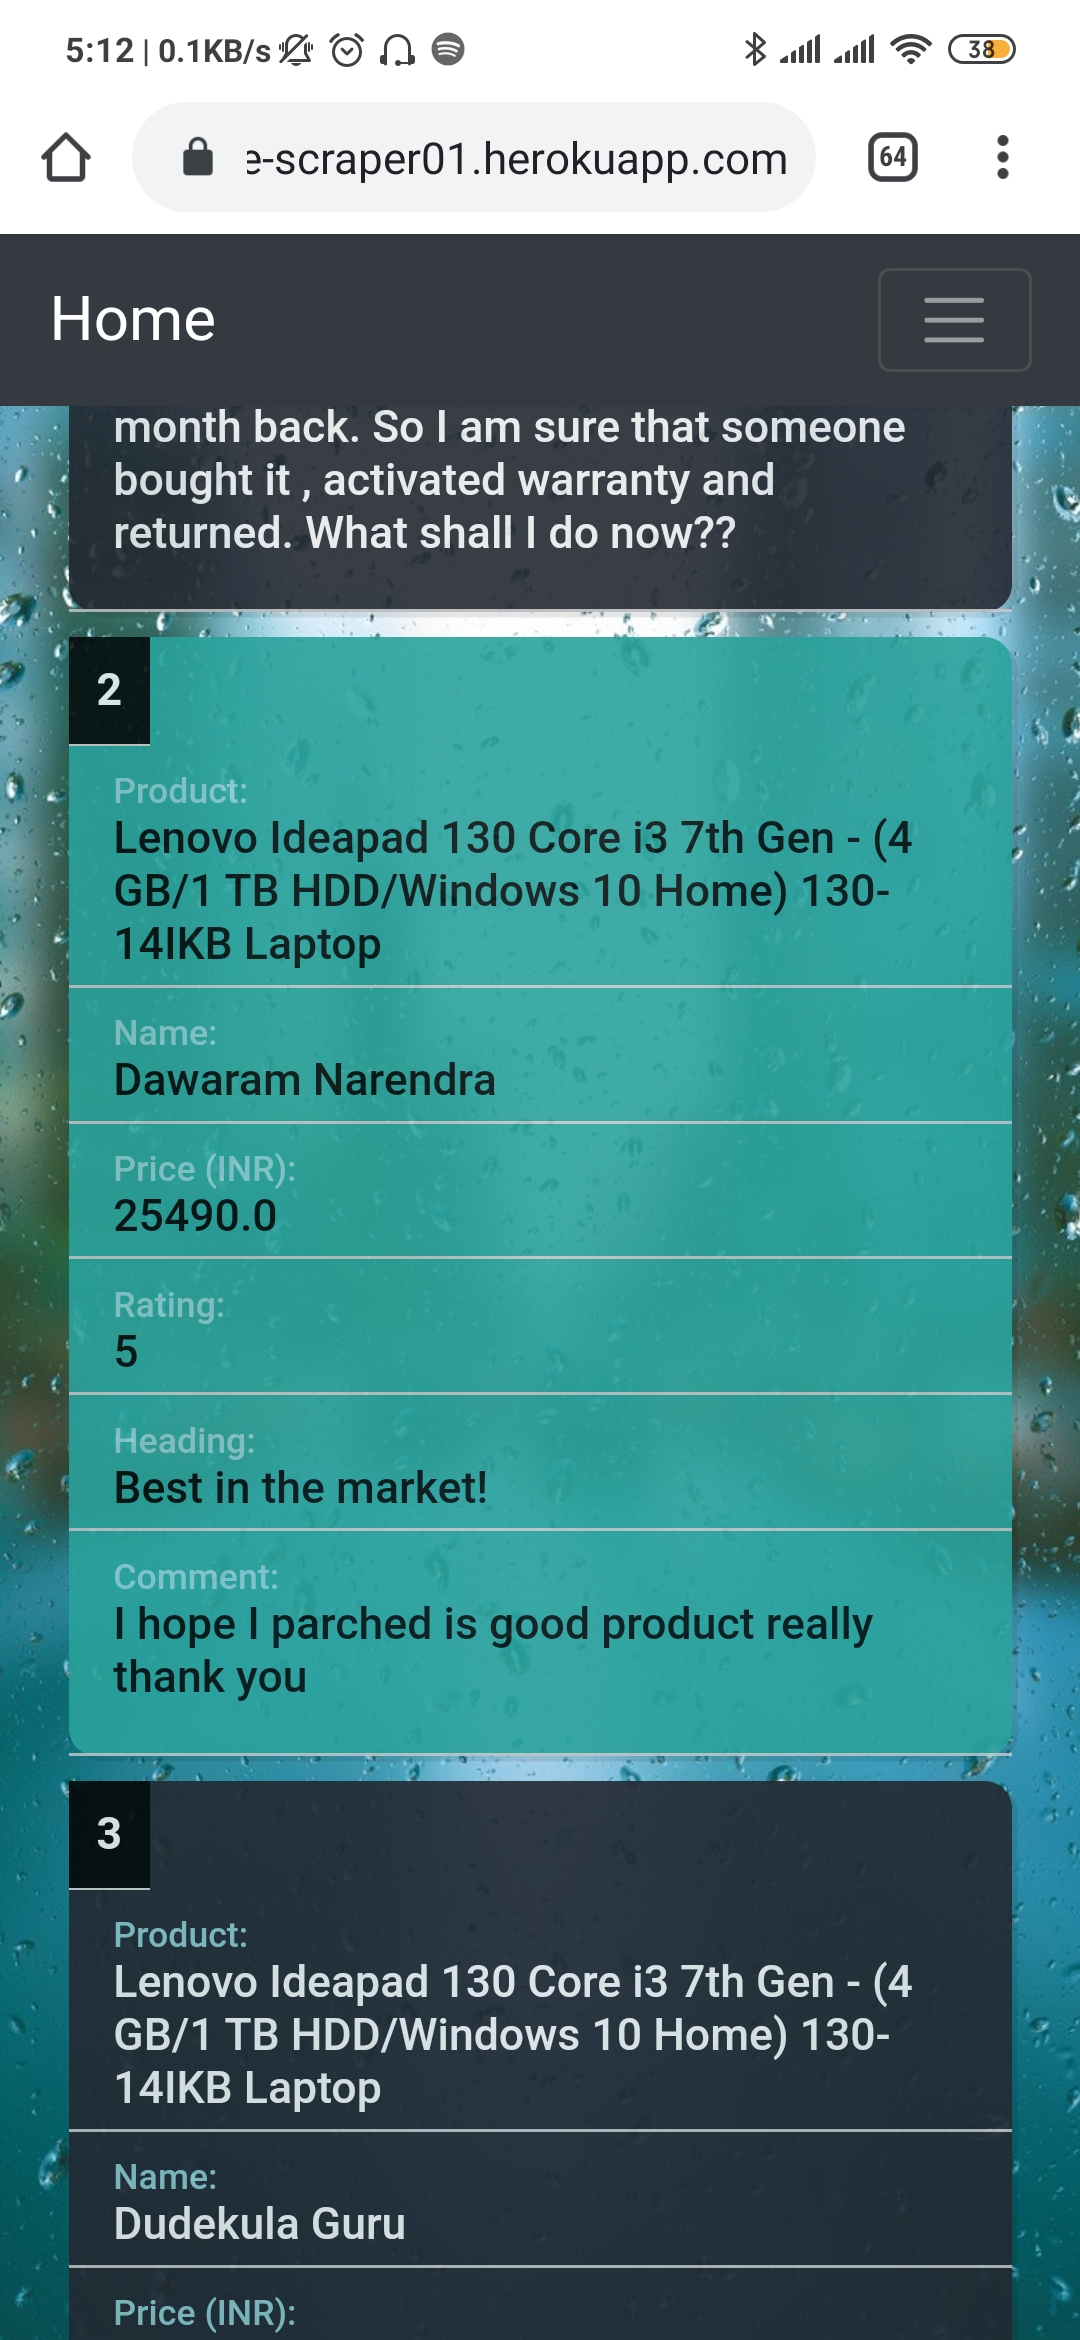 5:12 | 0.1KB/s 38
e-scraper01.herokuapp.com 64
Home
month back. So I am sure that someone
bought it , activated warranty and
returned. What shall I do now??
2
Product:
Lenovo Ideapad 130 Core i3 7th Gen - (4
GB/1 TB HDD/Windows 10 Home) 130-
14IKB Laptop
Name:
Dawaram Narendra
Price (INR):
25490.0
Rating:
5
Heading:
Best in the market!
Comment:
I hope I parched is good product really
thank you
3
Product:
Lenovo Ideapad 130 Core i3 7th Gen - (4
GB/1 TB HDD/Windows 10 Home) 130-
14IKB Laptop
Name:
Dudekula Guru
Price (INR):